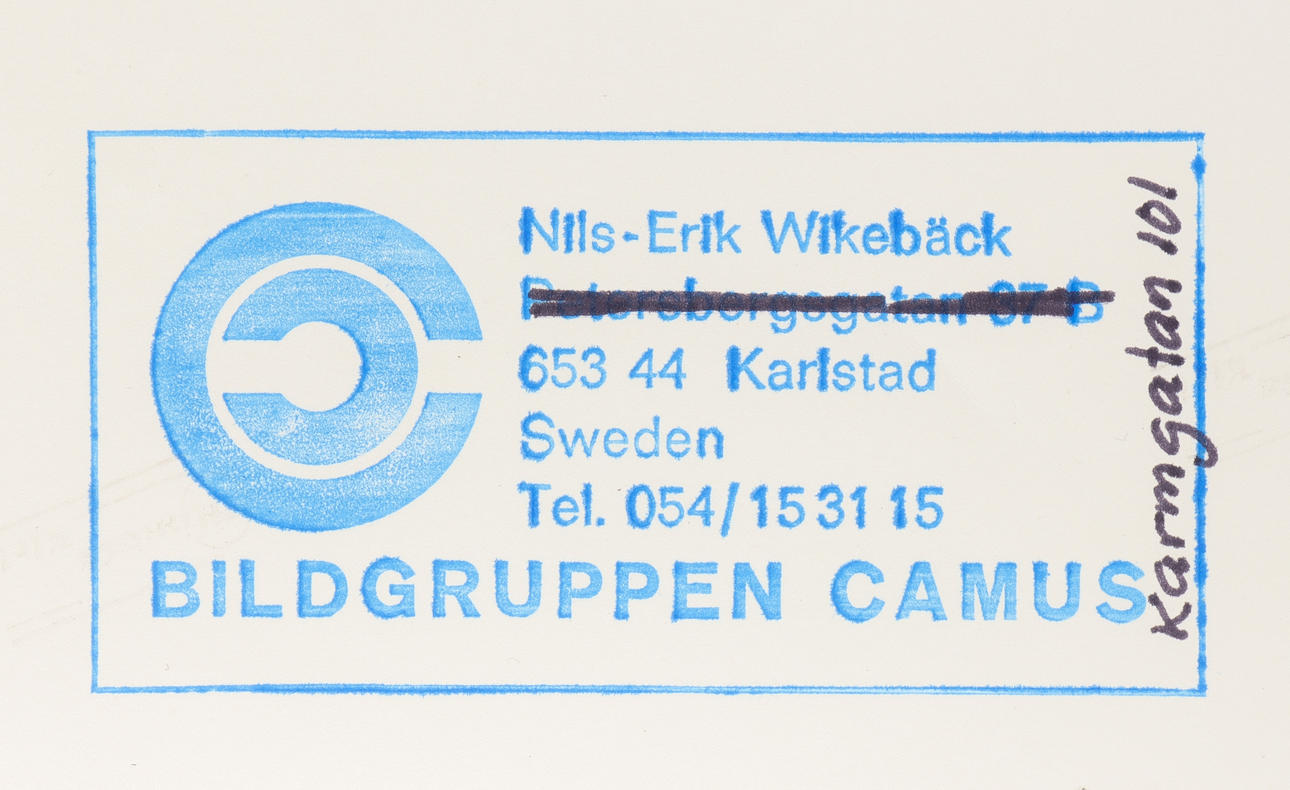 Nils-Erik Wikebäck
653 44 Karlstad
Sweden
Tel. 054/15 31 15
BILDGRUPPEN CAMUS
Karmgatan 101